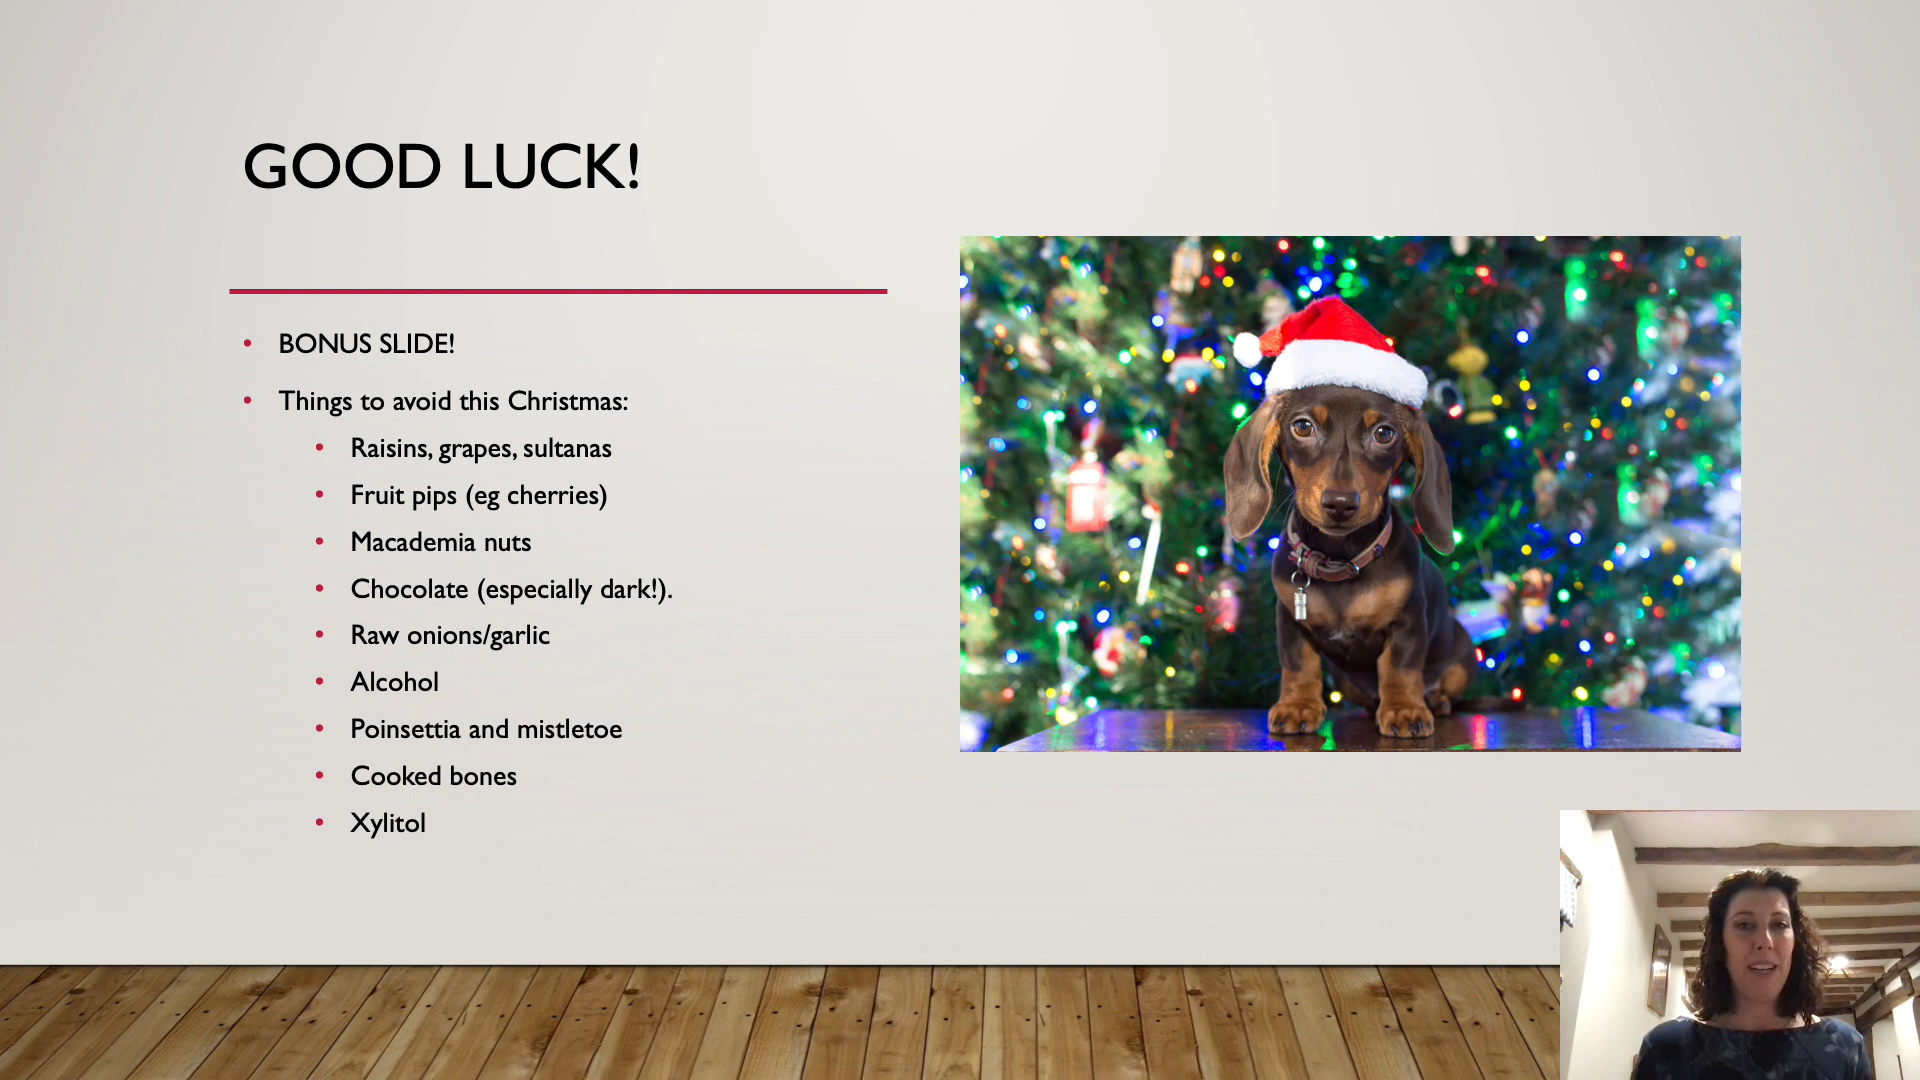 GOOD LUCK!
BONUS SLIDE!
Things to avoid this Christmas:
Raisins, grapes, sultanas
Fruit pips (eg cherries)
Macademia nuts
Chocolate (especially dark!).
Raw onions/garlic
Alcohol
Poinsettia and mistletoe
Cooked bones
Xylitol